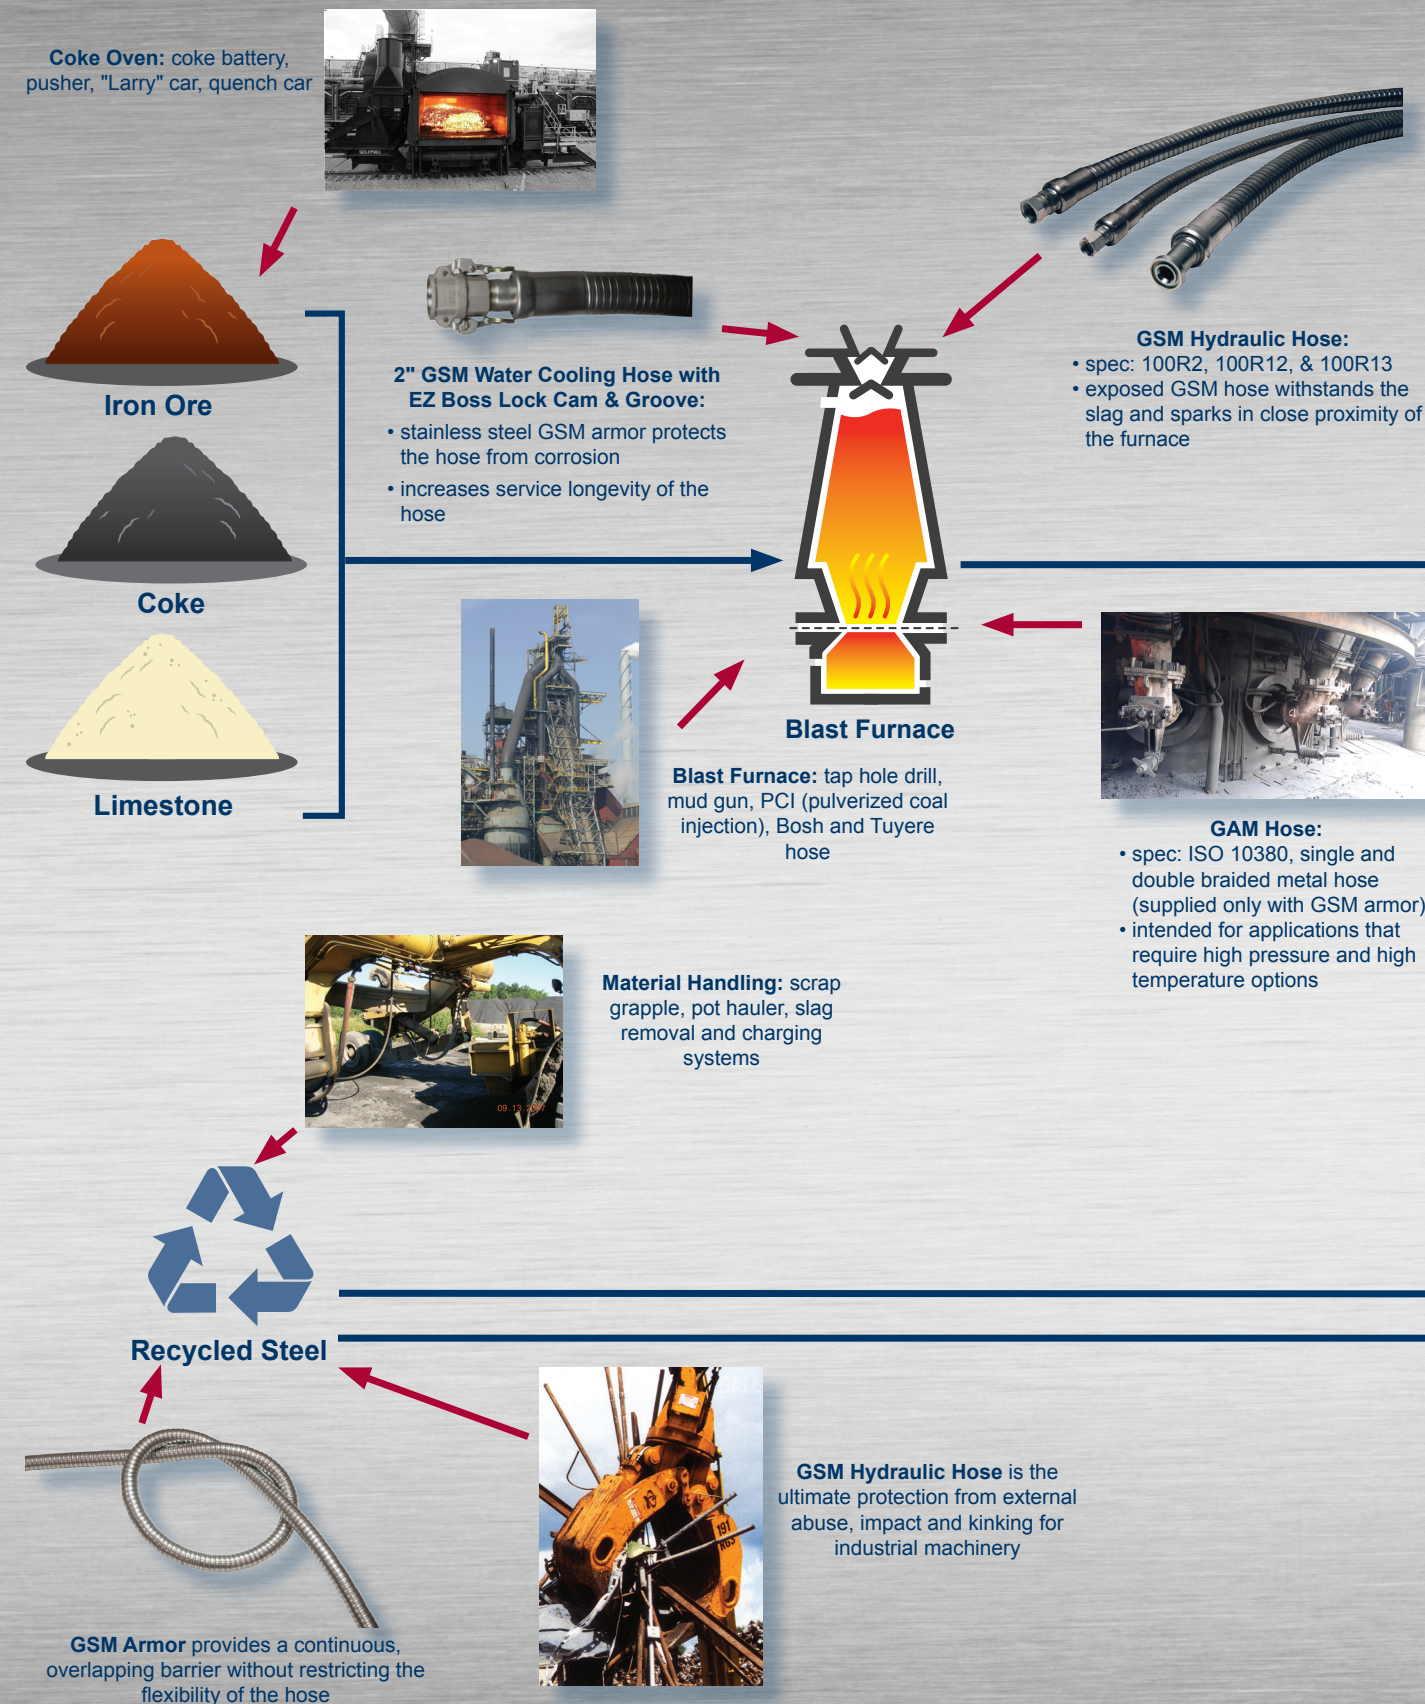 Coke Oven: coke battery,
pusher, "Larry" car, quench car
Iron Ore
Coke
Limestone
2" GSM Water Cooling Hose with
EZ Boss Lock Cam & Groove:
• stainless steel GSM armor protects
the hose from corrosion
• increases service longevity of the
hose
GSM Hydraulic Hose:
• spec: 100R2, 100R12, & 100R13
• exposed GSM hose withstands the
slag and sparks in close proximity of
the furnace
Blast Furnace
Blast Furnace: tap hole drill,
mud gun, PCI (pulverized coal
injection), Bosh and Tuyere
hose
GAM Hose:
• spec: ISO 10380, single and
double braided metal hose
(supplied only with GSM armor)
• intended for applications that
require high pressure and high
temperature options
Material Handling: scrap
grapple, pot hauler, slag
removal and charging
systems
09.13.2007
Recycled Steel
191
RGS
GSM Hydraulic Hose is the
ultimate protection from external
abuse, impact and kinking for
industrial machinery
GSM Armor provides a continuous,
overlapping barrier without restricting the
flexibility of the hose